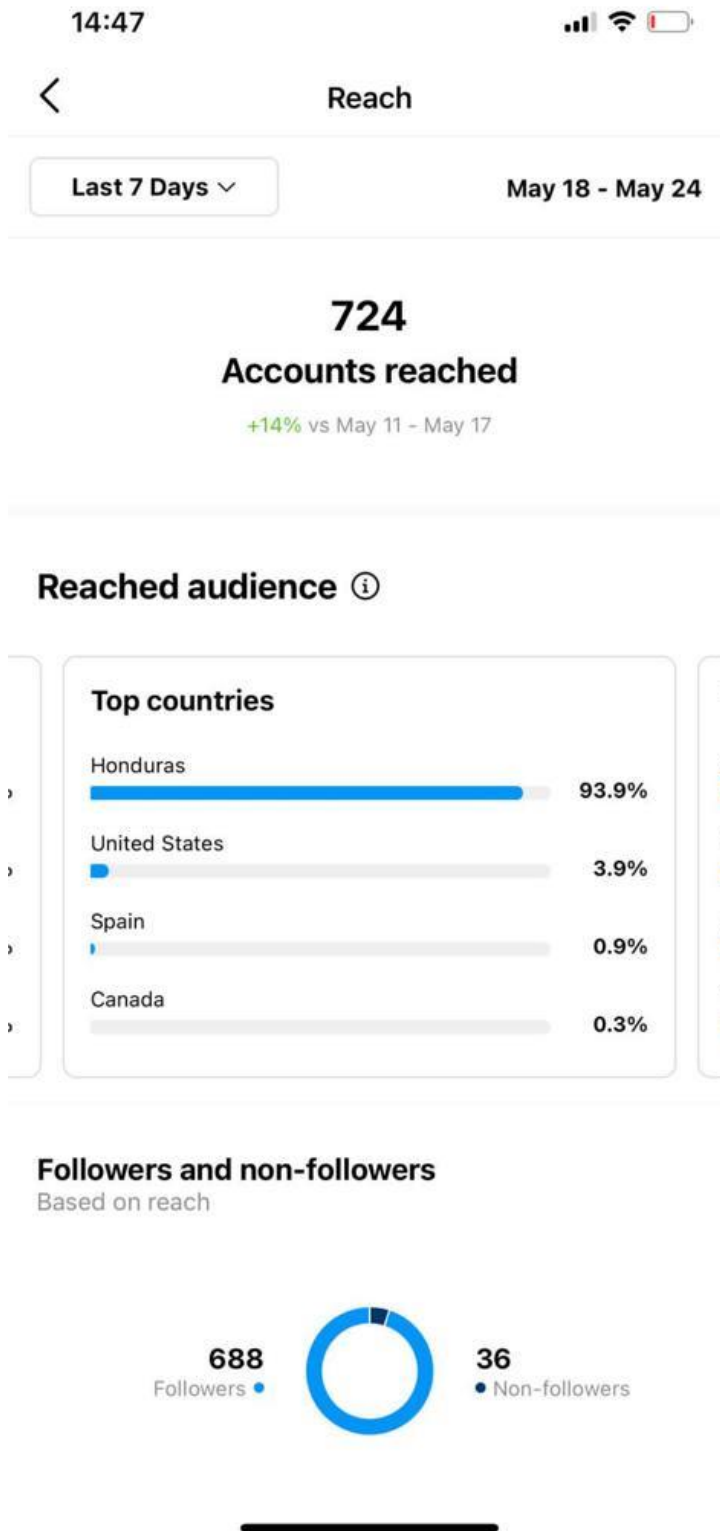 14:47
Reach
Last 7 Days
May 18 - May 24
724
Accounts reached
+14% vs May 11 - May 17
Reached audience
Top countries
Honduras
93.9%
United States
3.9%
Spain
0.9%
Canada
0.3%
Followers and non-followers
Based on reach
688
Followers
36
Non-followers